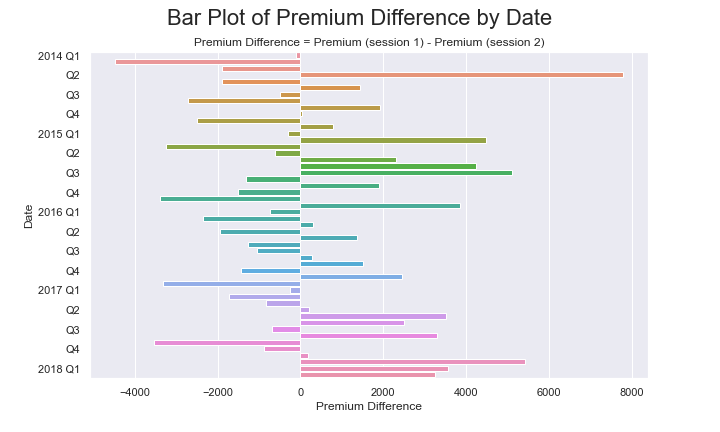 Bar Plot of Premium Difference by Date
Premium Difference = Premium (session 1) - Premium (session 2)
2014 Q1
Q2
Q3
Q4
2015 Q1
Q2
Q3
Q4
2016 Q1
Q2
Q3
Q4
2017 Q1
Q2
Q3
Q4
2018 Q1
Date
−4000 −2000 0 2000 4000 6000 8000
Premium Difference